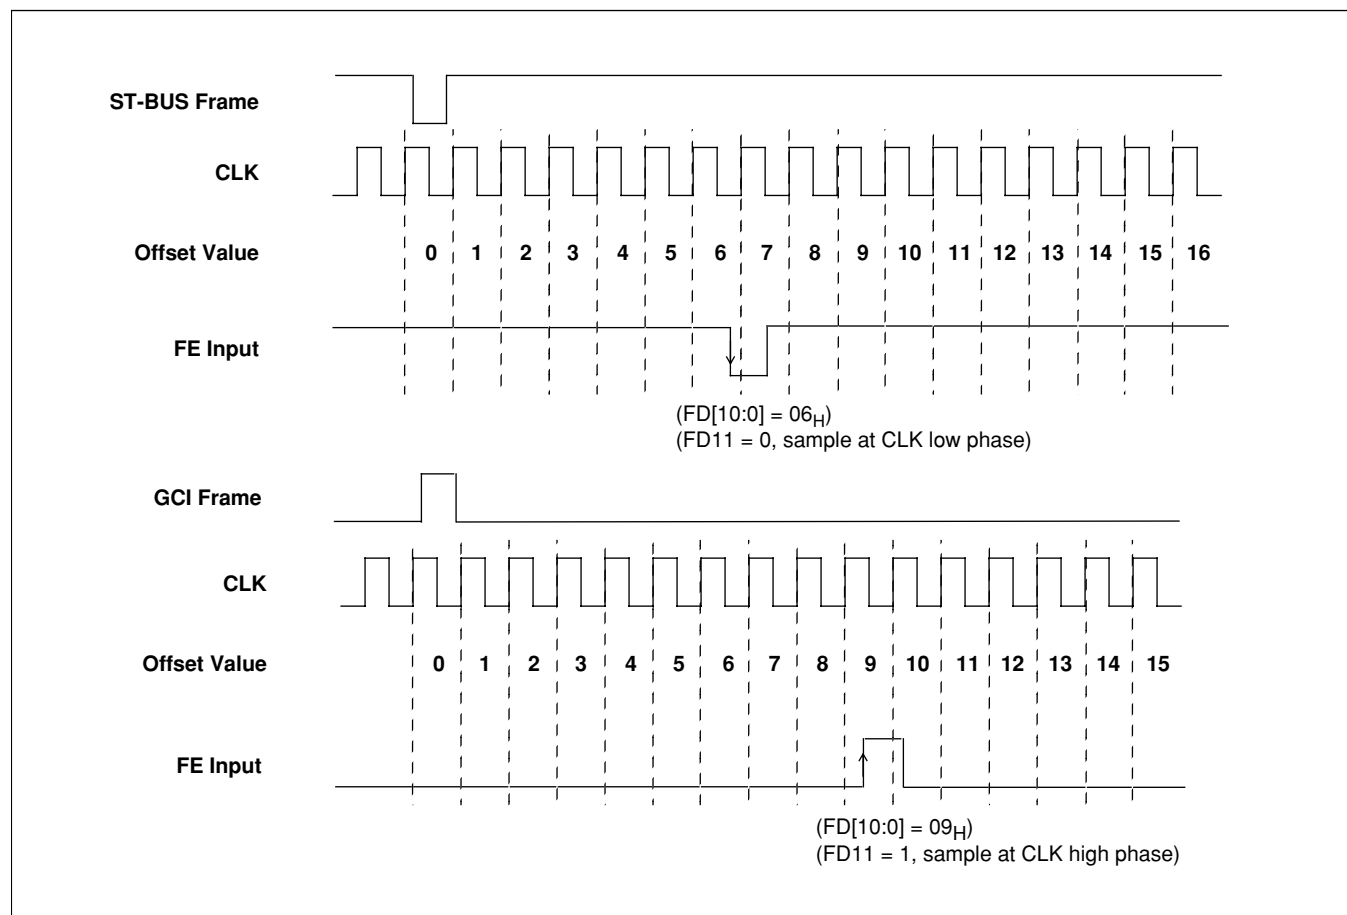 ST-BUS Frame
CLK
Offset Value 0 1 2 3 4 5 6 7 8 9 10 11 12 13 14 15 16
FE Input
(FD[10:0] = 06H)
(FD11 = 0, sample at CLK low phase)
GCI Frame
CLK
Offset Value 0 1 2 3 4 5 6 7 8 9 10 11 12 13 14 15
FE Input
(FD[10:0] = 09H)
(FD11 = 1, sample at CLK high phase)